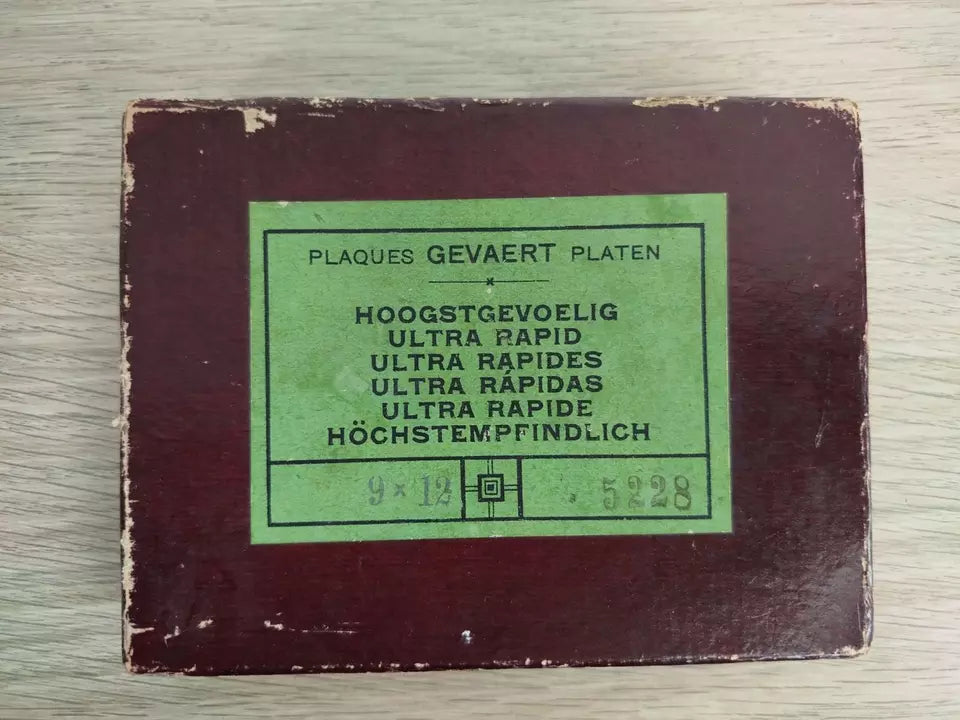 PLAQUES GEVAERT PLATEN
HOOGSTGEVOELIG
ULTRA RAPID
ULTRA RAPIDES
ULTRA RÁPIDAS
ULTRA RAPIDE
HÖCHSTEMPFINDLICH
9 × 12 5228